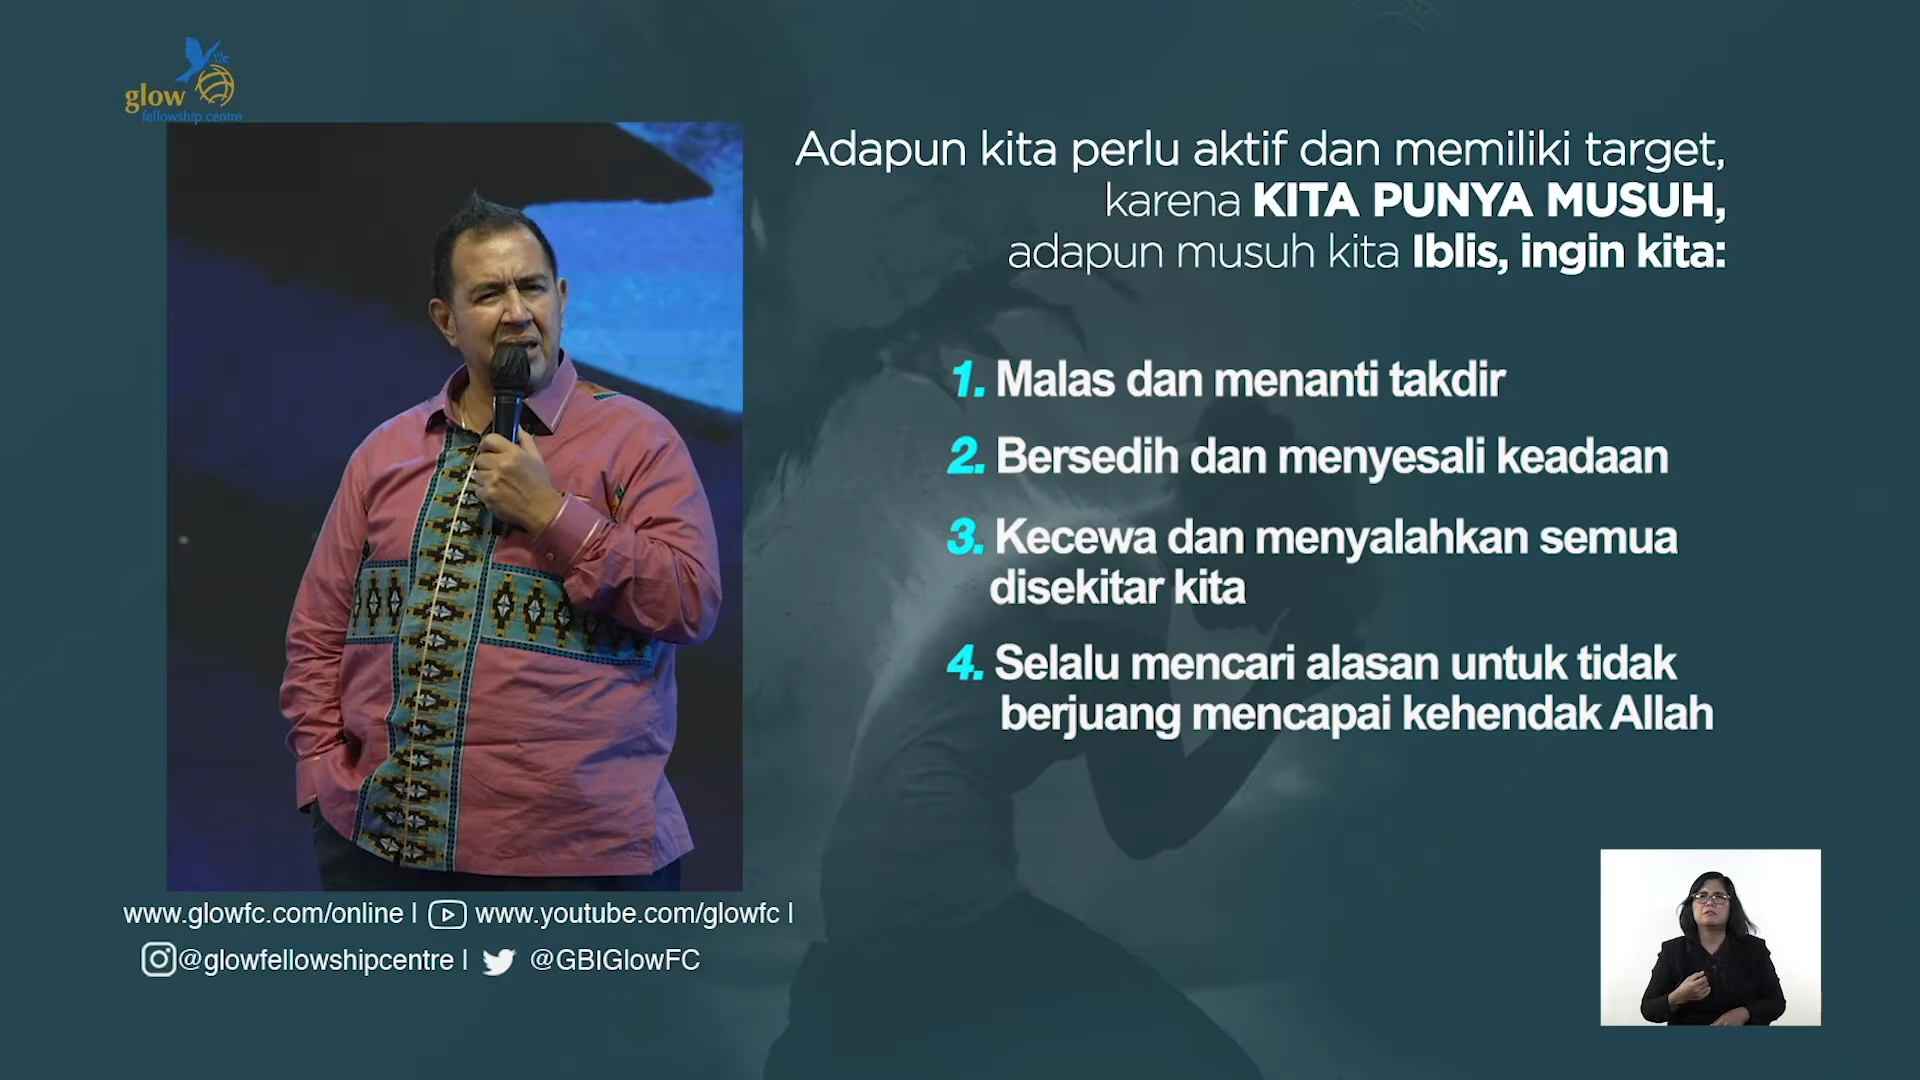 glow
fellowship centre
Adapun kita perlu aktif dan memiliki target,
karena KITA PUNYA MUSUH,
adapun musuh kita Iblis, ingin kita:
1. Malas dan menanti takdir
2. Bersedih dan menyesali keadaan
3. Kecewa dan menyalahkan semua
disekitar kita
4. Selalu mencari alasan untuk tidak
berjuang mencapai kehendak Allah
www.glowfc.com/online | www.youtube.com/glowfc |
@glowfellowshipcentre | @GBIGlowFC